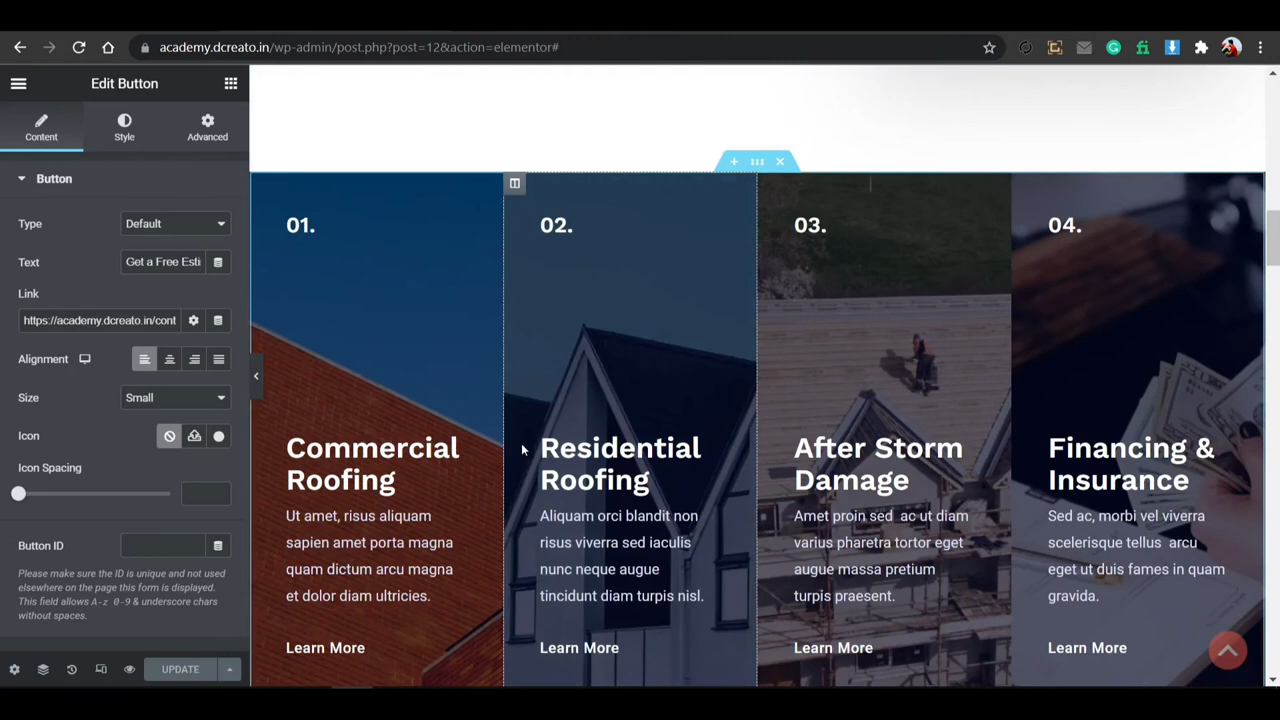 academy.dcreato.in/wp-admin/post.php?post=12&action=elementor#
Edit Button
Content
Style
Advanced
Button
Type
Default
Text
Get a Free Esti
Link
https://academy.dcreato.in/cont
Alignment
Size
Small
Icon
Icon Spacing
Button ID
Please make sure the ID is unique and not used
elsewhere on the page this form is displayed.
This field allows A-z 0-9 & underscore chars
without spaces.
UPDATE
01.
Commercial
Roofing
Ut amet, risus aliquam
sapien amet porta magna
quam dictum arcu magna
et dolor diam ultricies.
Learn More
02.
Residential
Roofing
Aliquam orci blandit non
risus viverra sed iaculis
nunc neque augue
tincidunt diam turpis nisl.
Learn More
03.
After Storm
Damage
Amet proin sed ac ut diam
varius pharetra tortor eget
augue massa pretium
turpis praesent.
Learn More
04.
Financing &
Insurance
Sed ac, morbi vel viverra
scelerisque tellus arcu
eget ut duis fames in quam
gravida.
Learn More